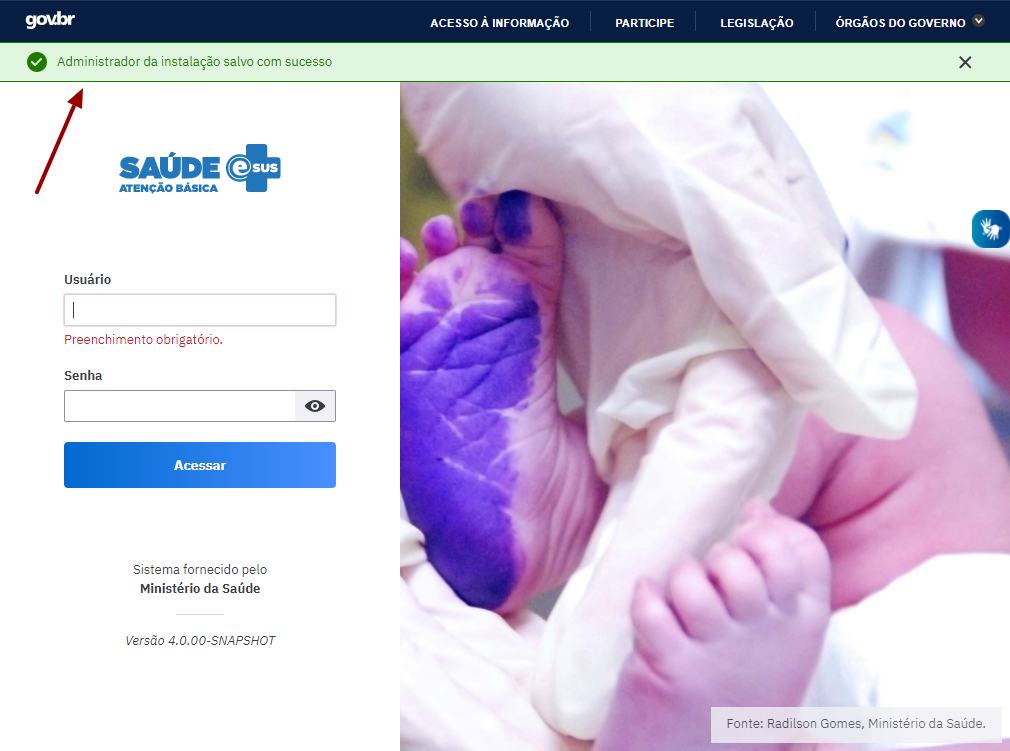 gov.br
ACESSO À INFORMAÇÃO
PARTICIPE
LEGISLAÇÃO
ÓRGÃOS DO GOVERNO
Administrador da instalação salvo com sucesso
SAÚDE
ATENÇÃO BÁSICA
e SUS
Usuário
Preenchimento obrigatório.
Senha
Acessar
Sistema fornecido pelo
Ministério da Saúde
Versão 4.0.00-SNAPSHOT
Fonte: Radilson Gomes, Ministério da Saúde.